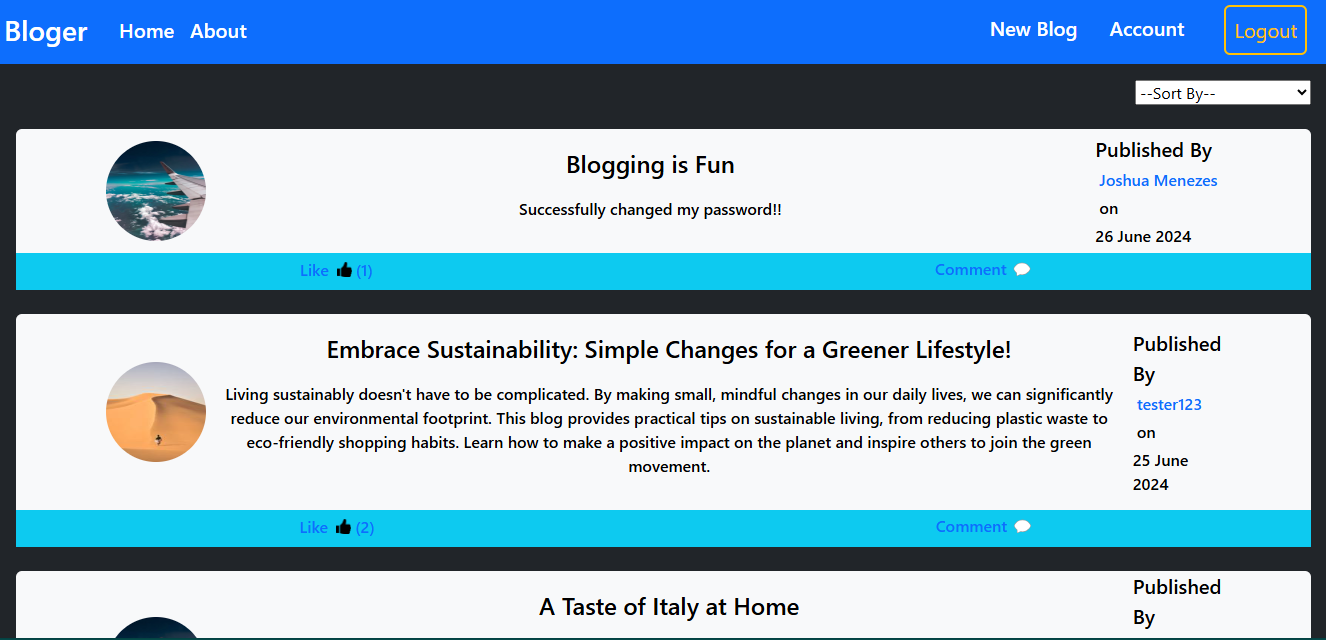 Bloger Home About New Blog Account Logout
--Sort By--
Blogging is Fun
Successfully changed my password!!
Published By
Joshua Menezes
on
26 June 2024
Like (1) Comment
Embrace Sustainability: Simple Changes for a Greener Lifestyle!
Living sustainably doesn't have to be complicated. By making small, mindful changes in our daily lives, we can significantly
reduce our environmental footprint. This blog provides practical tips on sustainable living, from reducing plastic waste to
eco-friendly shopping habits. Learn how to make a positive impact on the planet and inspire others to join the green
movement.
Published
By
tester123
on
25 June
2024
Like (2) Comment
A Taste of Italy at Home
Published
By